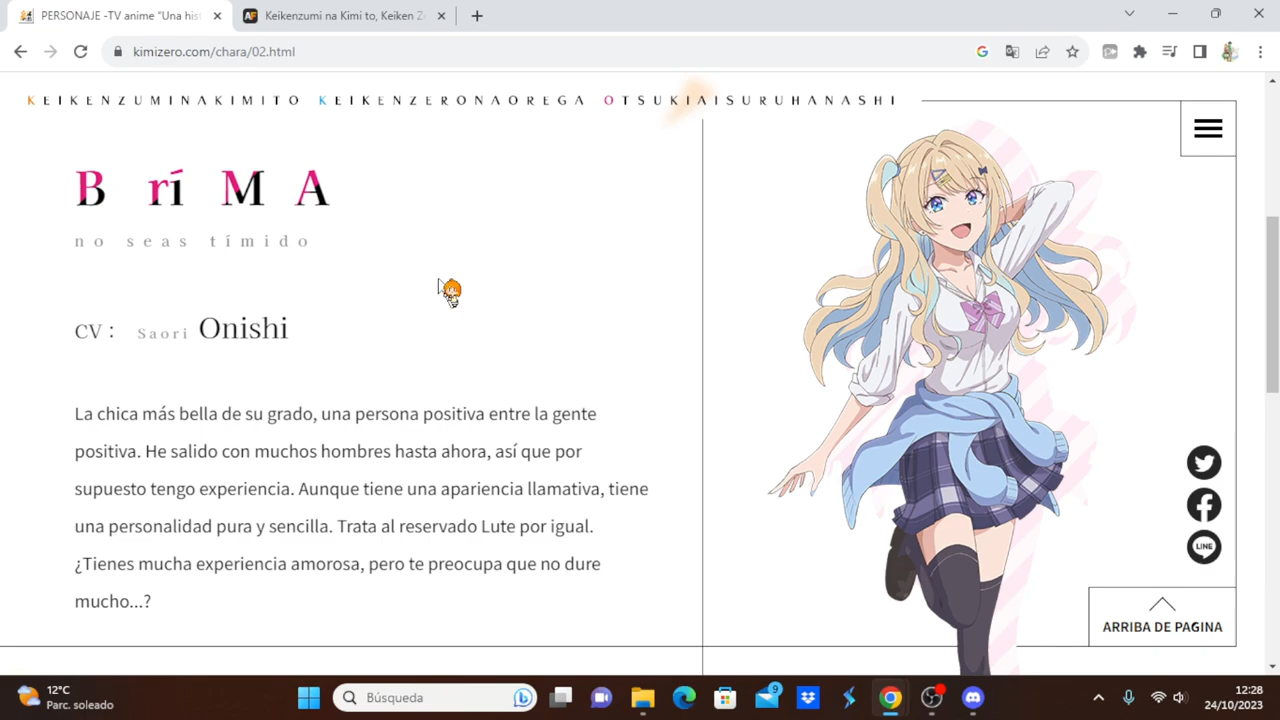 PERSONAJE -TV anime “Una his
Keikenzumi na Kimi to, Keiken Z
kimizero.com/chara/02.html
KEIKENZUMINAKIMITO KEIKENZERONAOREGA OTSUKIAISURUHANASHI
B rí M A
no seas tímido
CV : Saori Onishi
La chica más bella de su grado, una persona positiva entre la gente
positiva. He salido con muchos hombres hasta ahora, así que por
supuesto tengo experiencia. Aunque tiene una apariencia llamativa, tiene
una personalidad pura y sencilla. Trata al reservado Lute por igual.
¿Tienes mucha experiencia amorosa, pero te preocupa que no dure
mucho...?
LINE
ARRIBA DE PAGINA
12°C
Parc. soleado
Búsqueda
9
12:28
24/10/2023